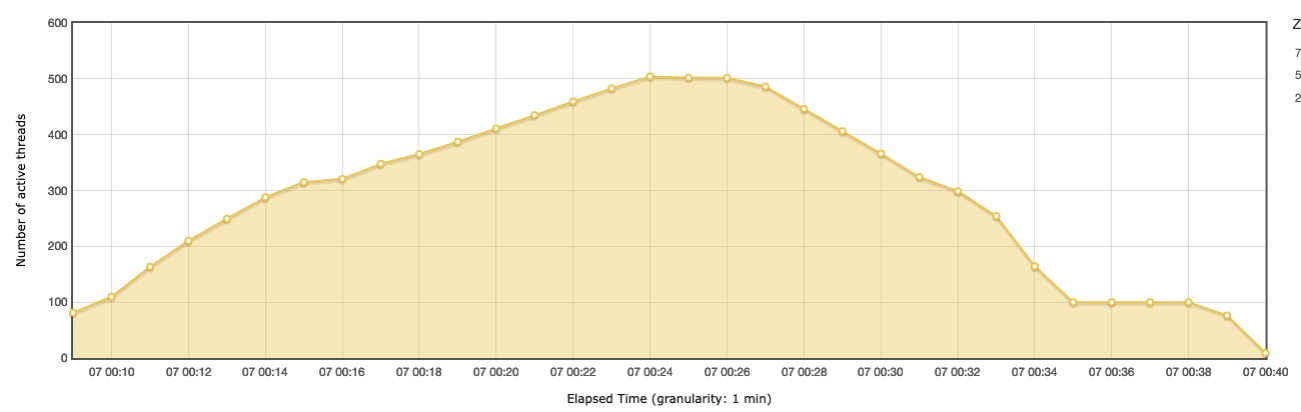 600
500
400
300
200
100
0
Number of active threads
07 00:10 07 00:12 07 00:14 07 00:16 07 00:18 07 00:20 07 00:22 07 00:24 07 00:26 07 00:28 07 00:30 07 00:32 07 00:34 07 00:36 07 00:38 07 00:40
Elapsed Time (granularity: 1 min)
Z
7
5
2